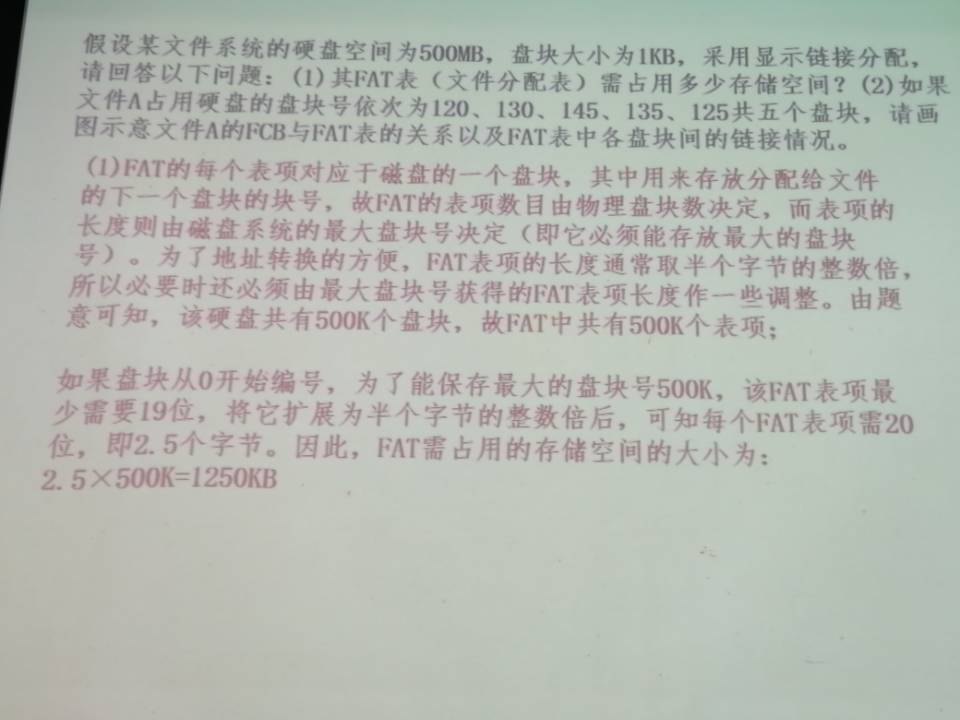 假设某文件系统的硬盘空间为500MB，盘块大小为1KB，采用显示链接分配，
请回答以下问题：(1)其FAT表（文件分配表）需占用多少存储空间？(2)如果
文件A占用硬盘的盘块号依次为120、130、145、135、125共五个盘块，请画
图示意文件A的FCB与FAT表的关系以及FAT表中各盘块间的链接情况。
(1)FAT的每个表项对应于磁盘的一个盘块，其中用来存放分配给文件
的下一个盘块的块号，故FAT的表项数目由物理盘块数决定，而表项的
长度则由磁盘系统的最大盘块号决定（即它必须能存放最大的盘块
号）。为了地址转换的方便，FAT表项的长度通常取半个字节的整数倍，
所以必要时还必须由最大盘块号获得的FAT表项长度作一些调整。由题
意可知，该硬盘共有500K个盘块，故FAT中共有500K个表项；
如果盘块从0开始编号，为了能保存最大的盘块号500K，该FAT表项最
少需要19位，将它扩展为半个字节的整数倍后，可知每个FAT表项需20
位，即2.5个字节。因此，FAT需占用的存储空间的大小为：
2.5×500K=1250KB